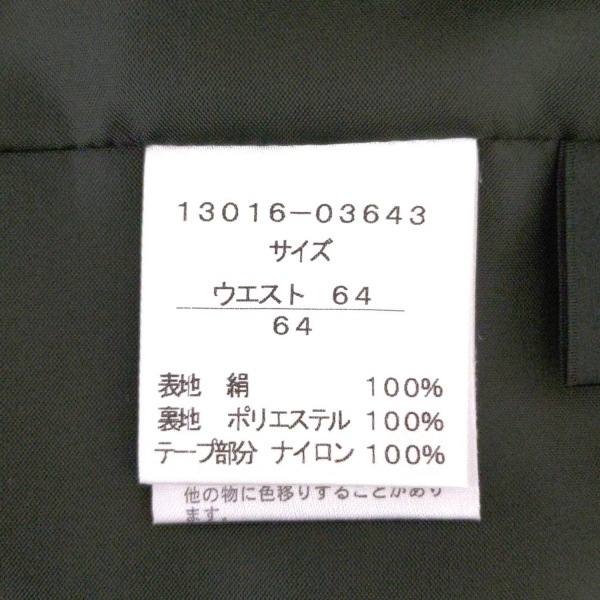 13016-03643
サイズ
ウエスト 64
64
表地 絹 100%
裏地 ポリエステル 100%
テープ部分 ナイロン 100%
他の物に色移りすることがあり
ます。